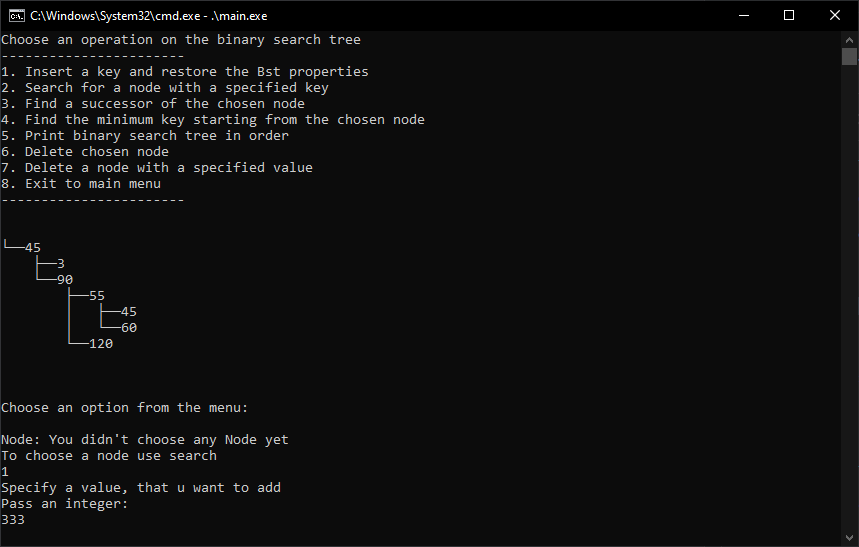 C:\Windows\System32\cmd.exe - .\main.exe
Choose an operation on the binary search tree
-----------------------
1. Insert a key and restore the Bst properties
2. Search for a node with a specified key
3. Find a successor of the chosen node
4. Find the minimum key starting from the chosen node
5. Print binary search tree in order
6. Delete chosen node
7. Delete a node with a specified value
8. Exit to main menu
-----------------------
└──45
    ├──3
    └──90
        ├──55
        │   ├──45
        │   └──60
        └──120
Choose an option from the menu:
Node: You didn't choose any Node yet
To choose a node use search
1
Specify a value, that u want to add
Pass an integer:
333